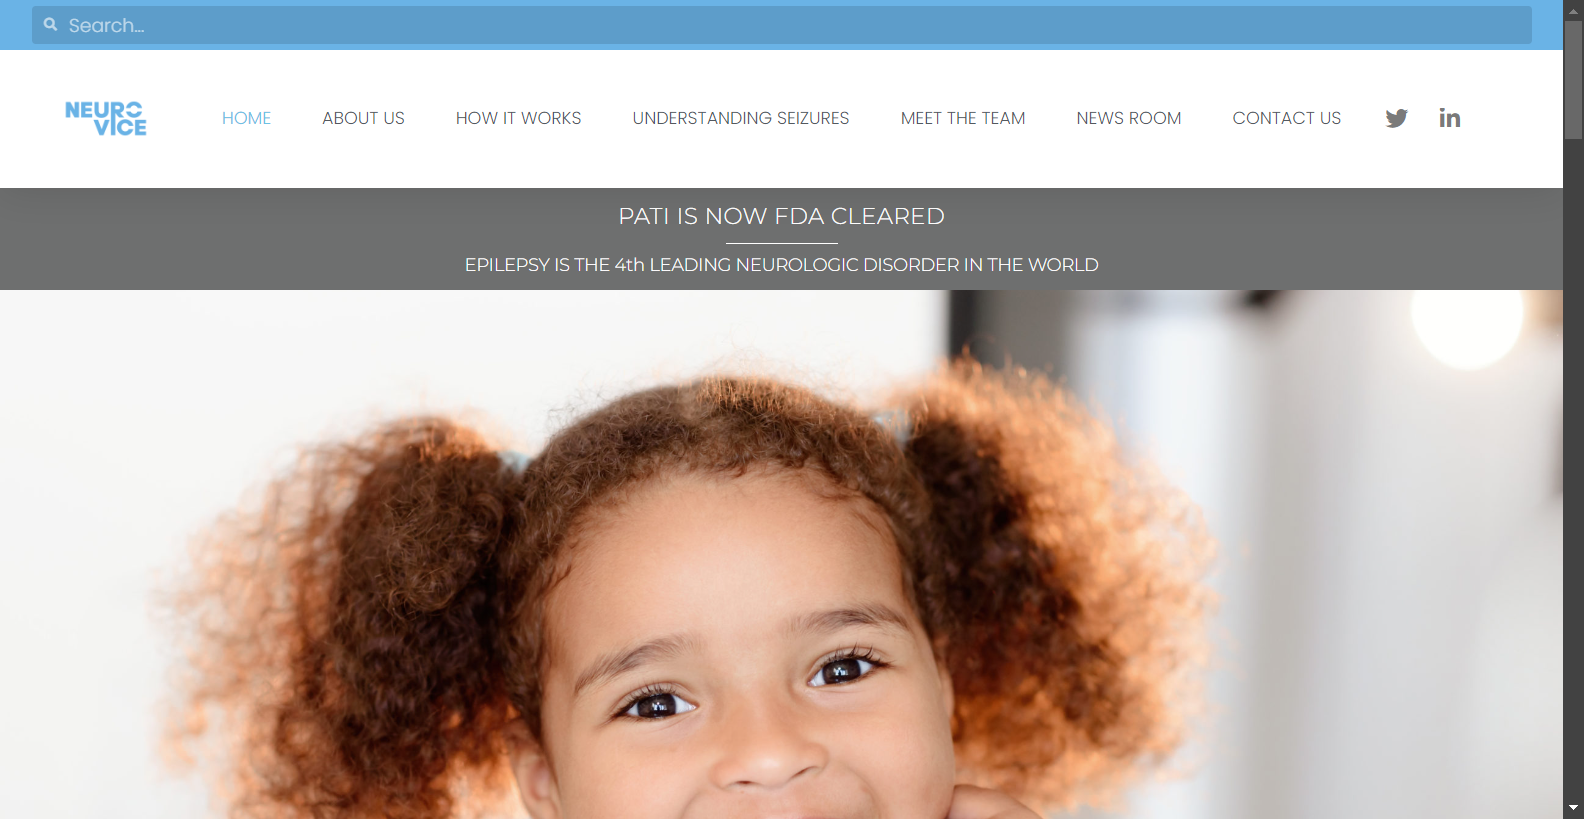 Search...
NEURO
VICE
HOME
ABOUT US
HOW IT WORKS
UNDERSTANDING SEIZURES
MEET THE TEAM
NEWS ROOM
CONTACT US
in
PATI IS NOW FDA CLEARED
EPILEPSY IS THE 4th LEADING NEUROLOGIC DISORDER IN THE WORLD